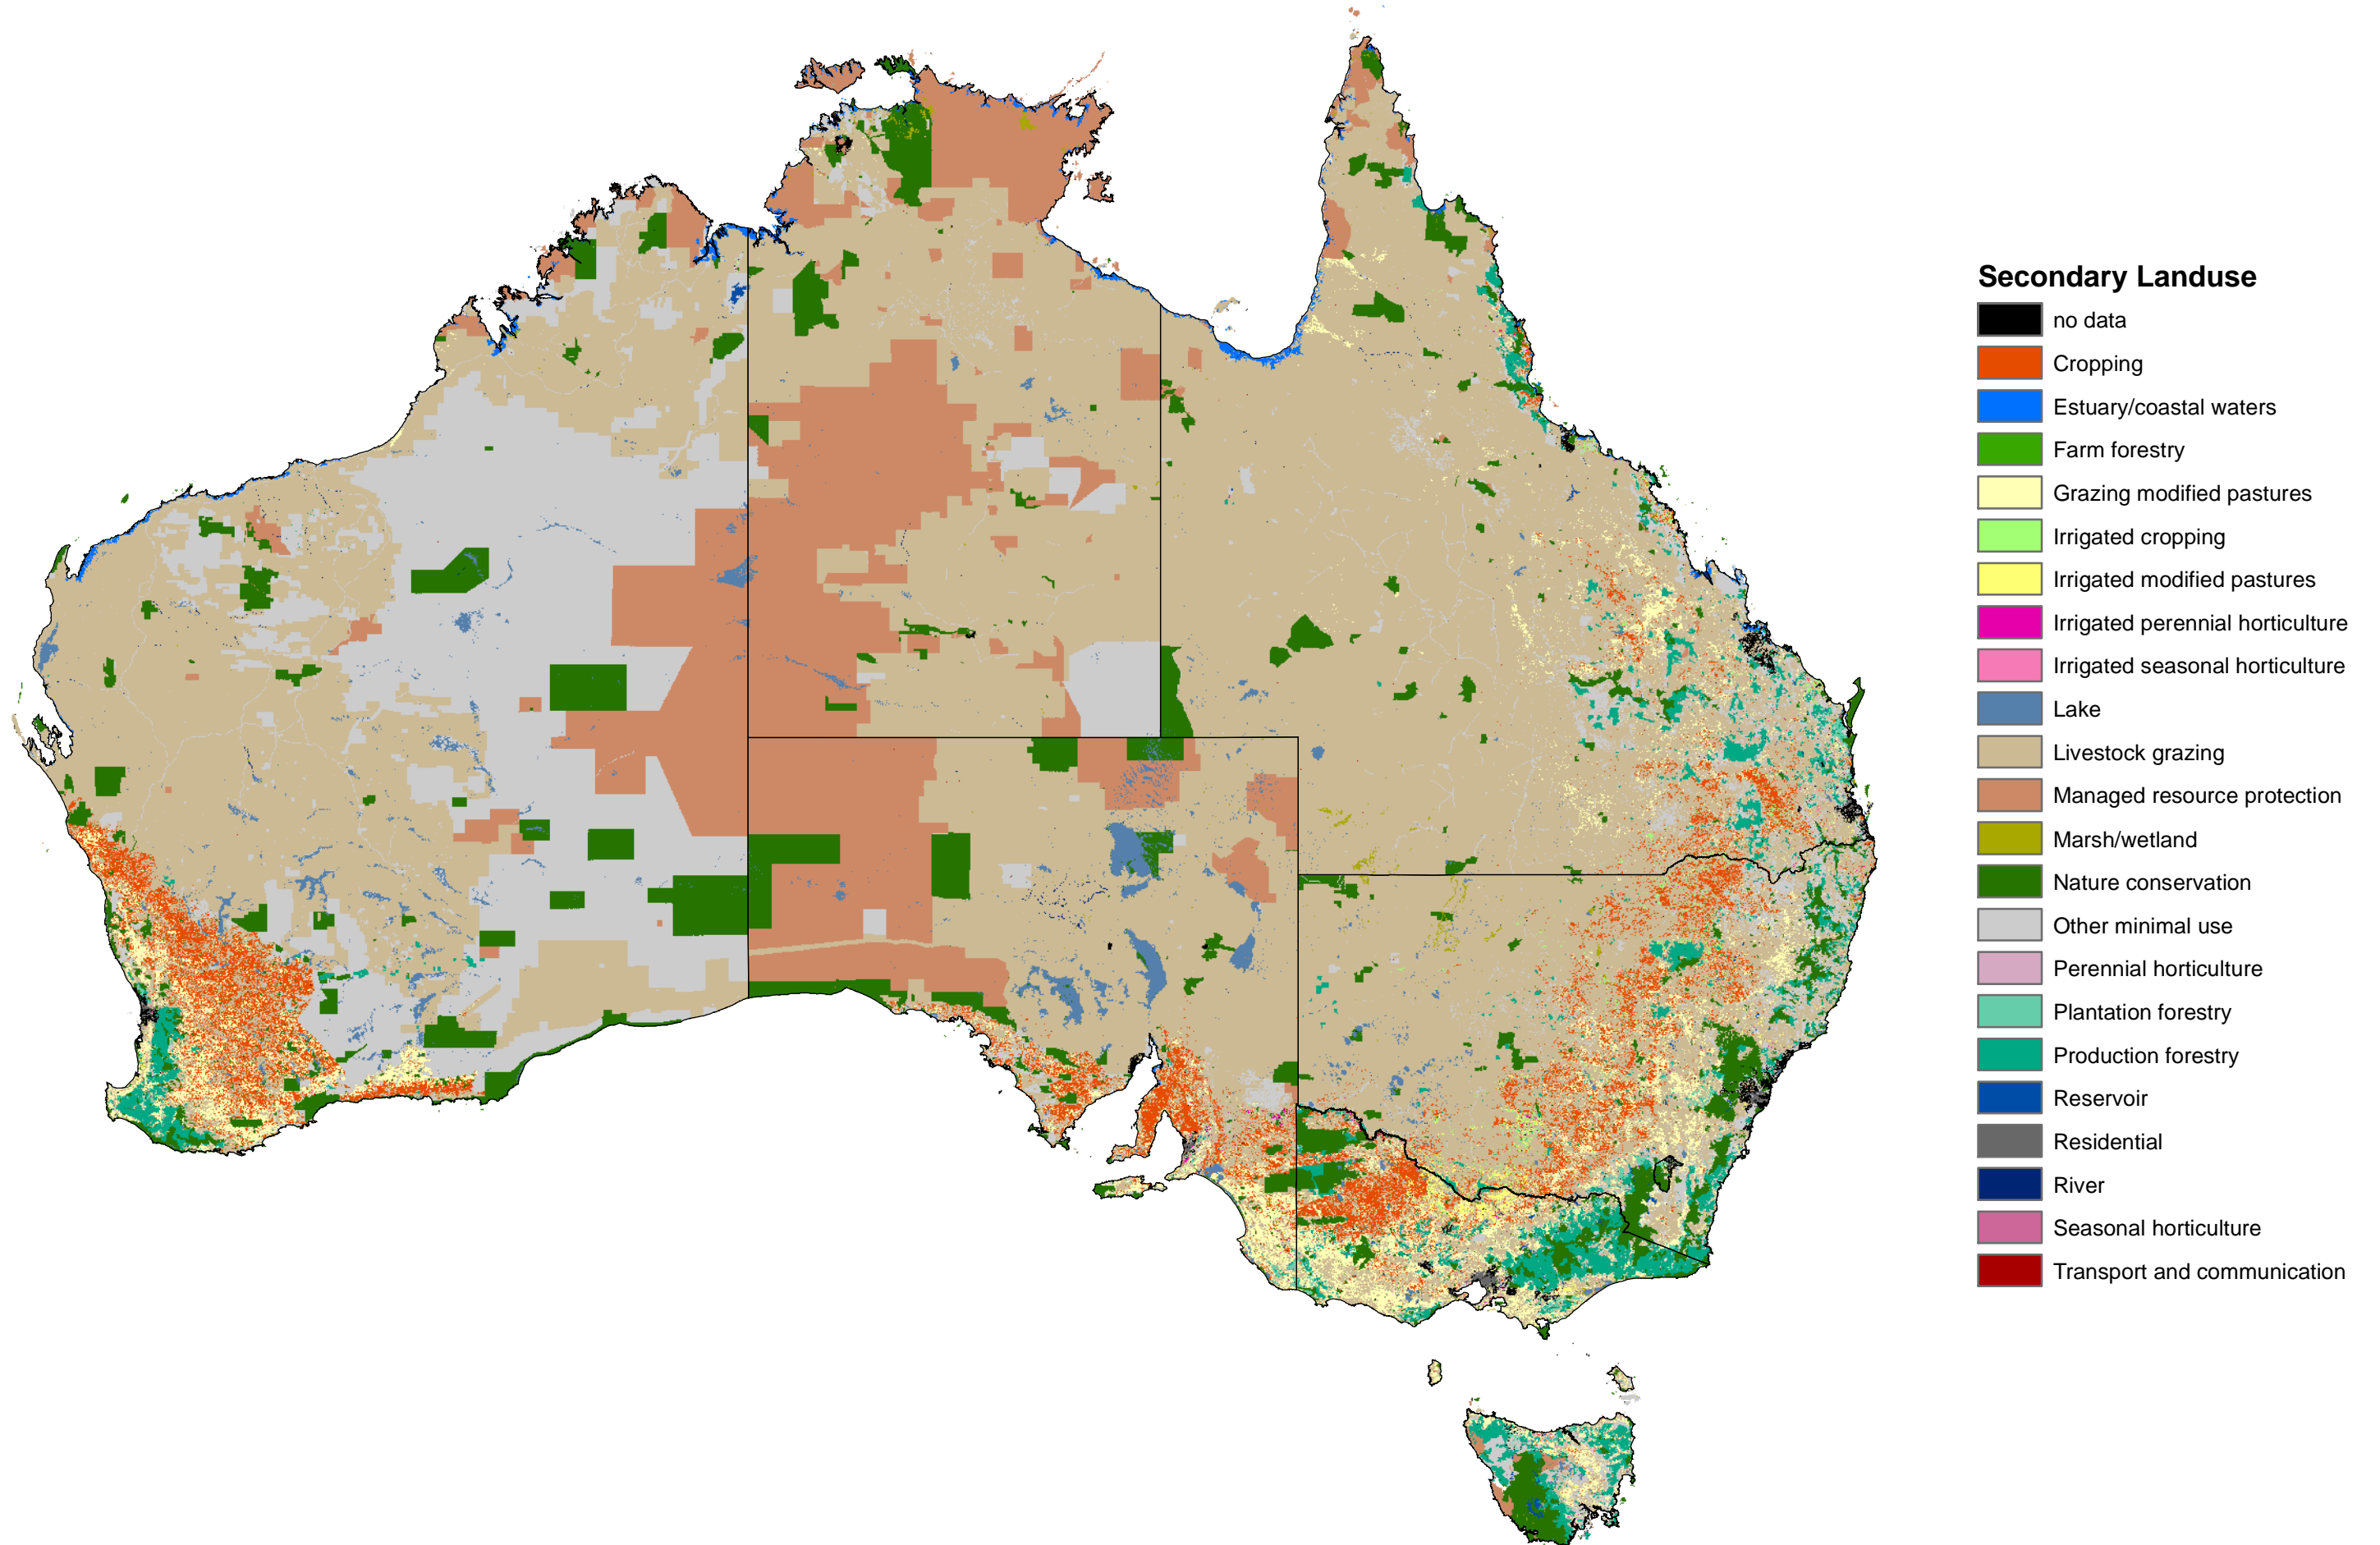 Secondary Landuse
no data
Cropping
Estuary/coastal waters
Farm forestry
Grazing modified pastures
Irrigated cropping
Irrigated modified pastures
Irrigated perennial horticulture
Irrigated seasonal horticulture
Lake
Livestock grazing
Managed resource protection
Marsh/wetland
Nature conservation
Other minimal use
Perennial horticulture
Plantation forestry
Production forestry
Reservoir
Residential
River
Seasonal horticulture
Transport and communication